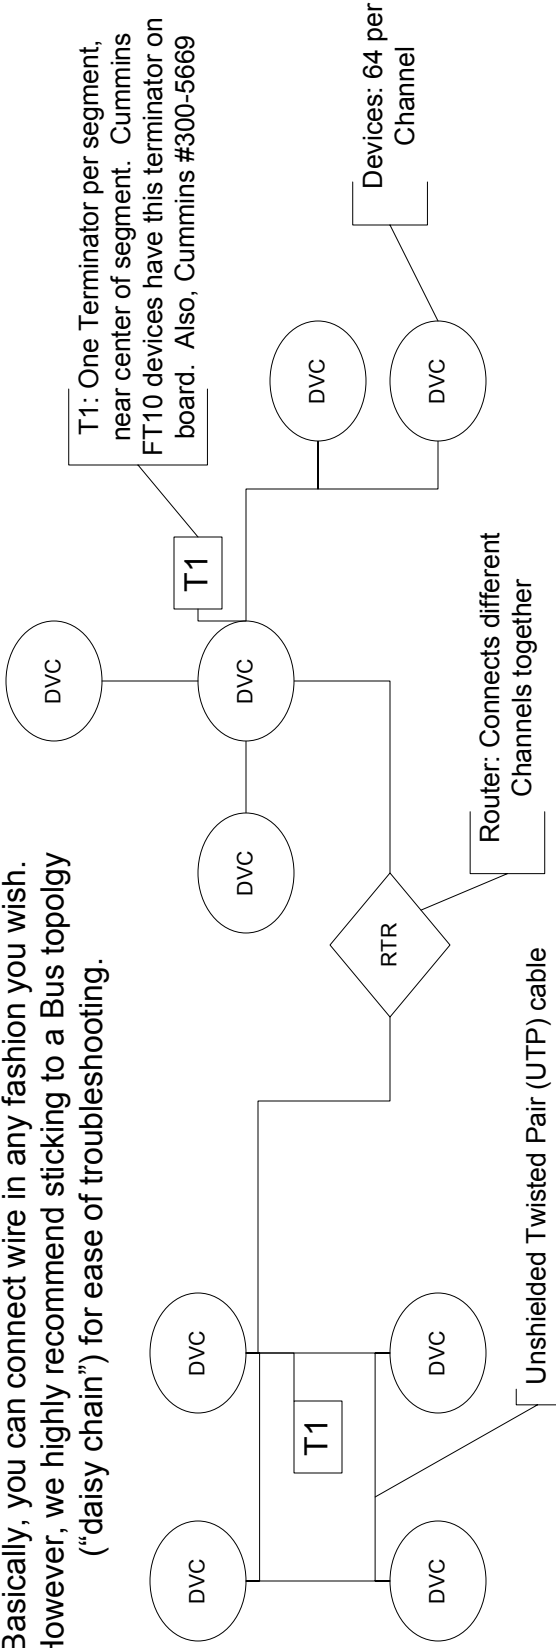 Basically, you can connect wire in any fashion you wish.
However, we highly recommend sticking to a Bus topolgy
(“daisy chain”) for ease of troubleshooting.
T1: One Terminator per segment,
near center of segment. Cummins
FT10 devices have this terminator on
board. Also, Cummins #300-5669
DVC
DVC
DVC
T1
DVC
DVC
Devices: 64 per
Channel
RTR
Router: Connects different
Channels together
DVC
DVC
T1
DVC
DVC
Unshielded Twisted Pair (UTP) cable